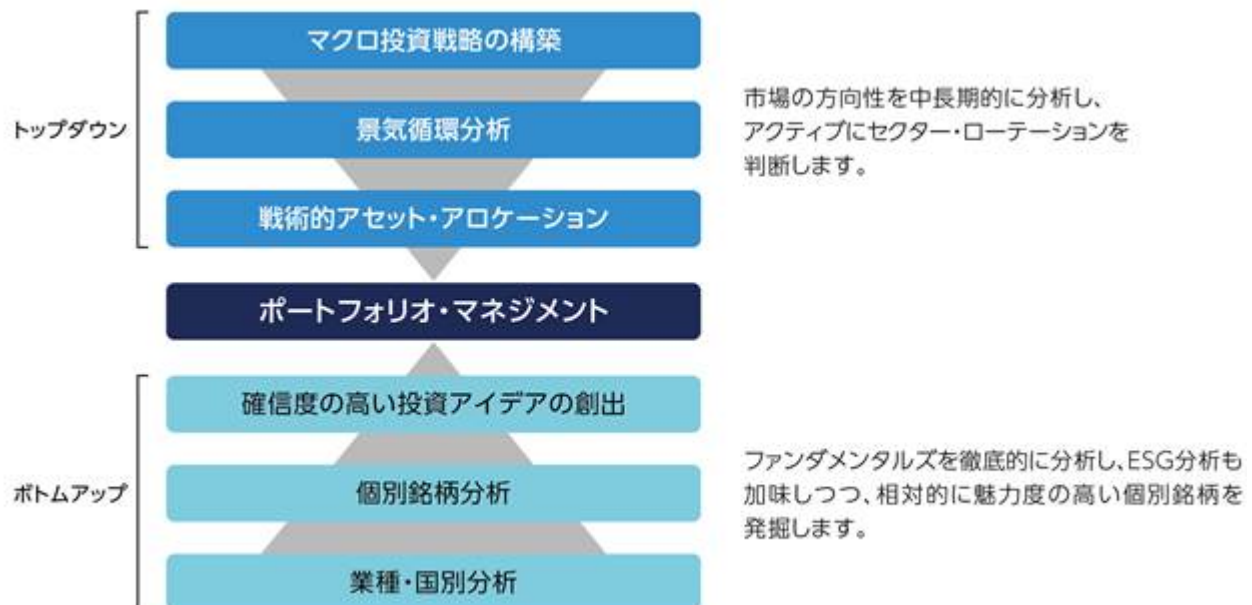 マクロ投資戦略の構築
トップダウン
景気循環分析
戦術的アセット・アロケーション
市場の方向性を中長期的に分析し、
アクティブにセクター・ローテーションを
判断します。
ポートフォリオ・マネジメント
確信度の高い投資アイデアの創出
ボトムアップ
個別銘柄分析
業種・国別分析
ファンダメンタルズを徹底的に分析し、ESG分析も
加味しつつ、相対的に魅力度の高い個別銘柄を
発掘します。